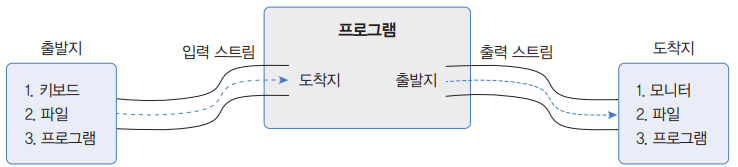 프로그램
출발지
입력 스트림
출력 스트림
도착지
1. 키보드
2. 파일
3. 프로그램
도착지
출발지
1. 모니터
2. 파일
3. 프로그램